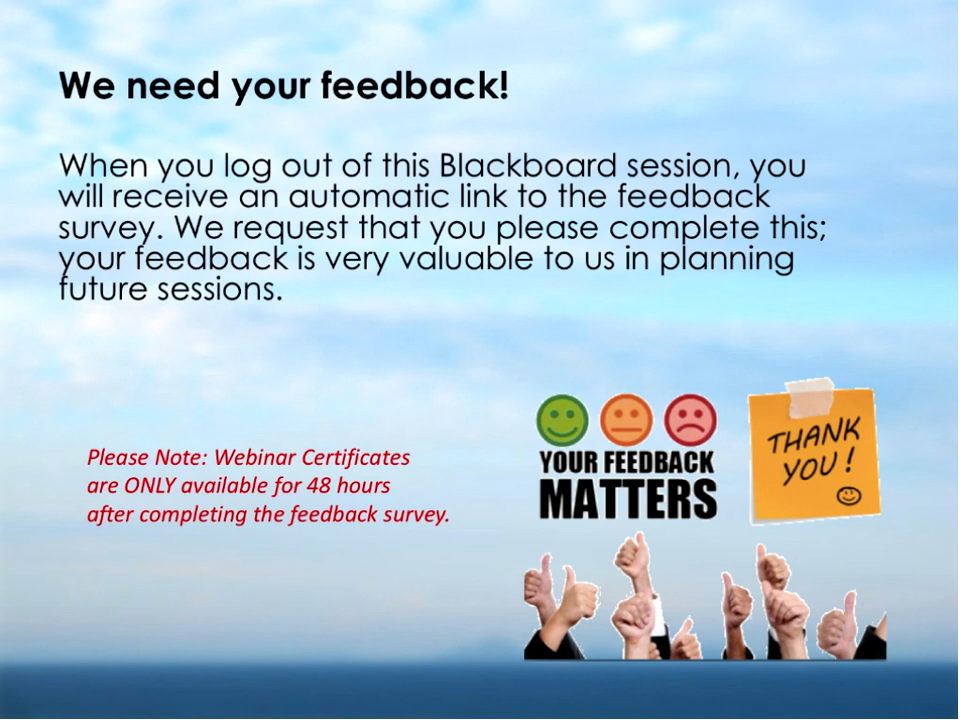 We need your feedback!
When you log out of this Blackboard session, you
will receive an automatic link to the feedback
survey. We request that you please complete this;
your feedback is very valuable to us in planning
future sessions.
Please Note: Webinar Certificates
are ONLY available for 48 hours
after completing the feedback survey.
YOUR FEEDBACK
MATTERS
THANK
YOU!